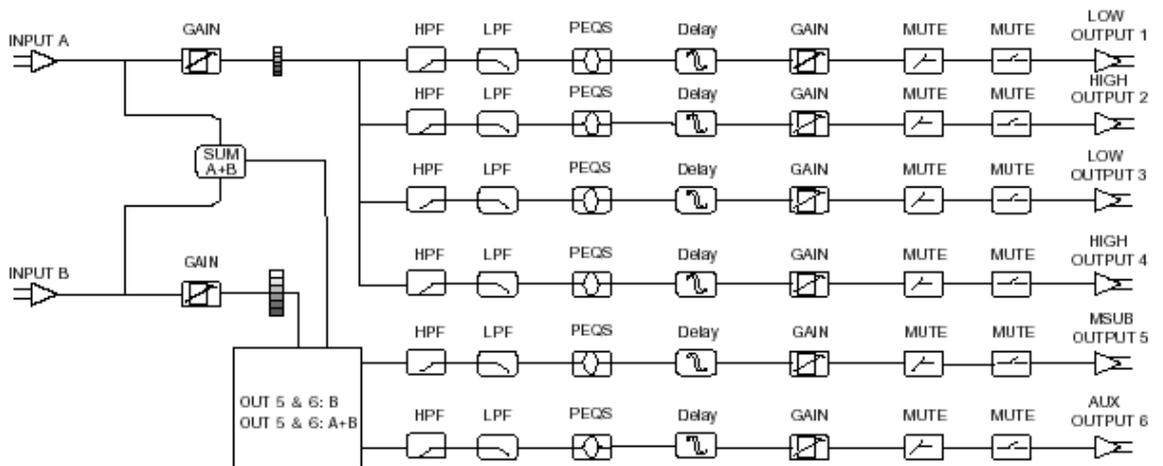 INPUT A
GAIN
HPF LPF PEQS Delay GAIN MUTE MUTE LOW
OUTPUT 1
HPF LPF PEQS Delay GAIN MUTE MUTE HIGH
OUTPUT 2
SUM
A+B
HPF LPF PEQS Delay GAIN MUTE MUTE LOW
OUTPUT 3
INPUT B
GAIN
HPF LPF PEQS Delay GAIN MUTE MUTE HIGH
OUTPUT 4
HPF LPF PEQS Delay GAIN MUTE MUTE MSUB
OUTPUT 5
OUT 5 & 6: B
OUT 5 & 6: A+B
HPF LPF PEQS Delay GAIN MUTE MUTE AUX
OUTPUT 6